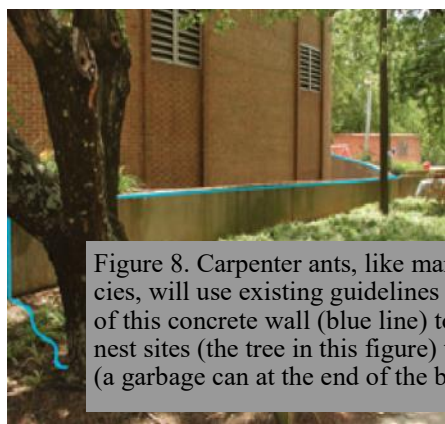 Figure 8. Carpenter ants, like
cies, will use existing guidelines
of this concrete wall (blue line)
nest sites (the tree in this figure)
(a garbage can at the end of the